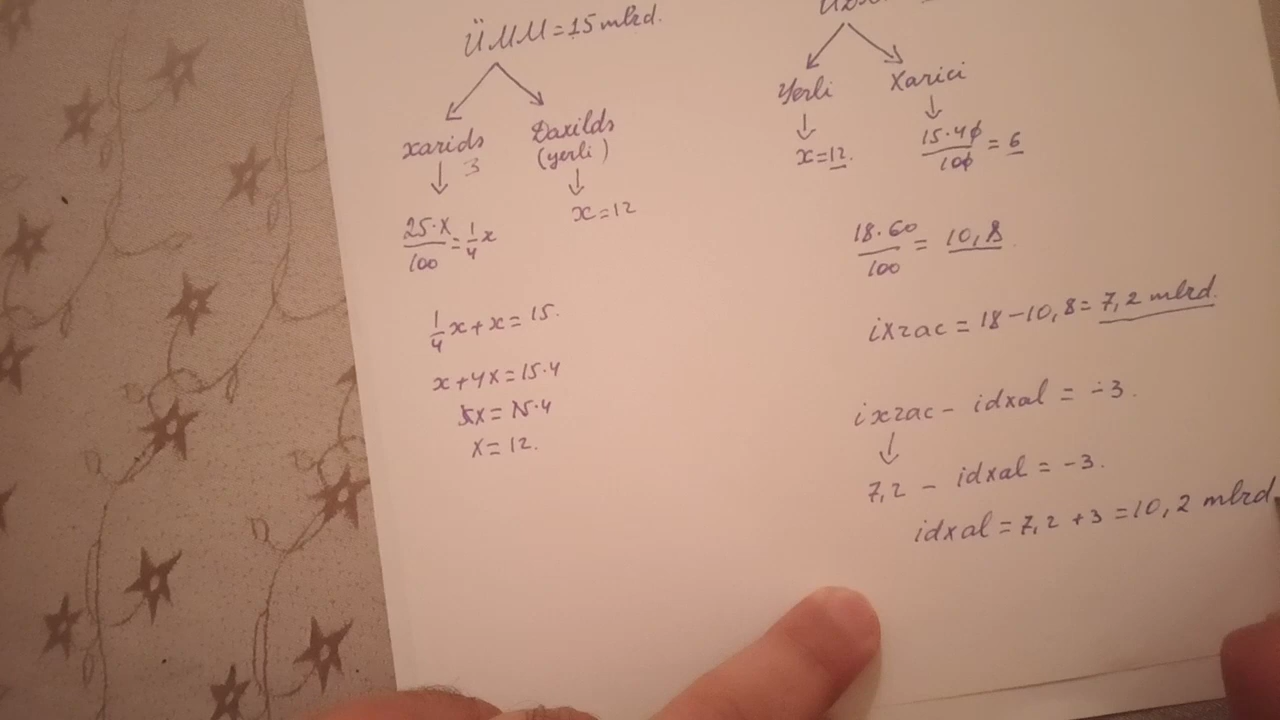 ÜMM = 15 mlrd.
xarids Daxilds
3 (yerli)
25·x/100 = 1/4 x
x = 12
1/4 x + x = 15.
x + 4x = 15·4
5x = 15·4
x = 12.
Yerli Xarici
x = 12. 15·40/100 = 6
18·60/100 = 10,8
ixrac = 18 - 10,8 = 7,2 mlrd.
ixrac - idxal = -3.
7,2 - idxal = -3.
idxal = 7,2 + 3 = 10,2 mlrd